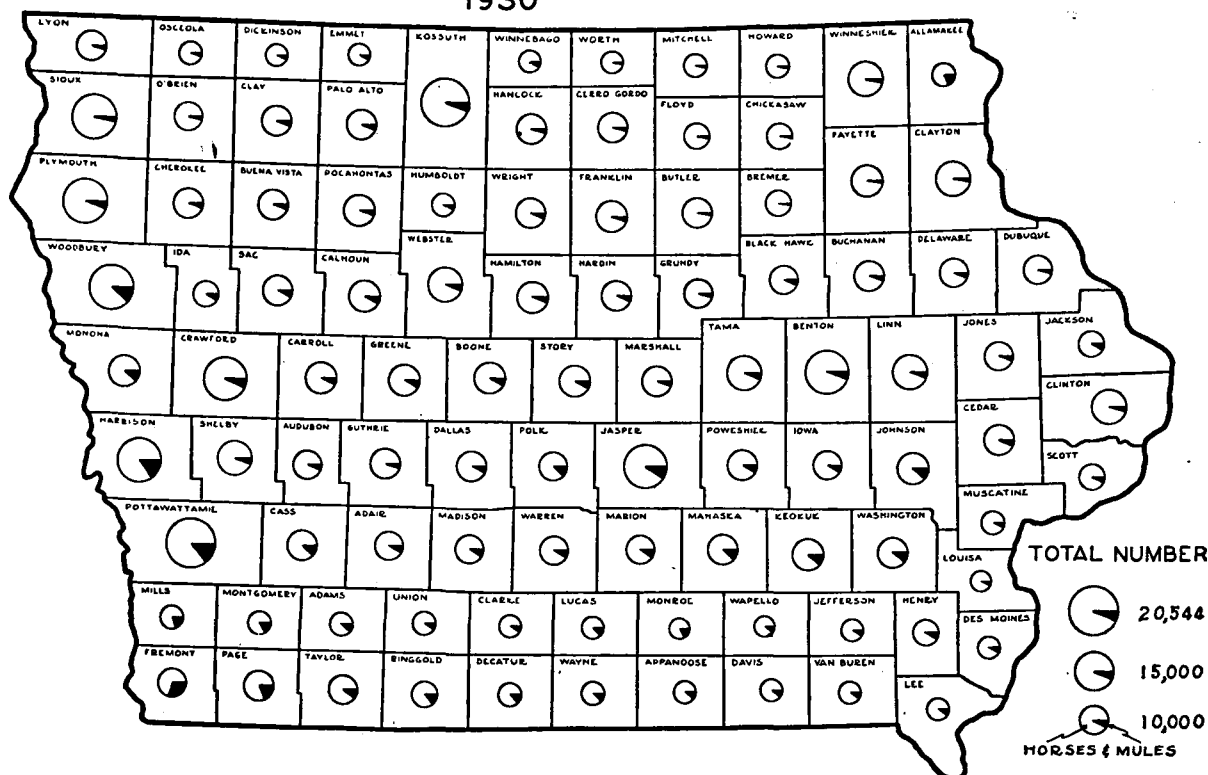 1930
LYON
OSCEOLA
DICKINSON
EMMET
KOSSUTH
WINNEBAGO
WORTH
MITCHELL
HOWARD
WINNESHIEK
ALLAMAKEE
SIOUX
O'BRIEN
CLAY
PALO ALTO
HANCOCK
CERRO GORDO
FLOYD
CHICKASAW
FAYETTE
CLAYTON
PLYMOUTH
CHEROKEE
BUENA VISTA
POCAHONTAS
HUMBOLDT
WRIGHT
FRANKLIN
BUTLER
BREMER
WOODBURY
IDA
SAC
CALHOUN
WEBSTER
HAMILTON
HARDIN
GRUNDY
BLACK HAWK
BUCHANAN
DELAWARE
DUBUQUE
MONONA
CRAWFORD
CARROLL
GREENE
BOONE
STORY
MARSHALL
TAMA
BENTON
LINN
JONES
JACKSON
CLINTON
HARRISON
SHELBY
AUDUBON
GUTHRIE
DALLAS
POLK
JASPER
POWESHIEK
IOWA
JOHNSON
CEDAR
SCOTT
MUSCATINE
POTTAWATTAMIE
CASS
ADAIR
MADISON
WARREN
MARION
MAHASKA
KEOKUK
WASHINGTON
LOUISA
MILLS
MONTGOMERY
ADAMS
UNION
CLARKE
LUCAS
MONROE
WAPELLO
JEFFERSON
HENRY
DES MOINES
FREMONT
PAGE
TAYLOR
RINGGOLD
DECATUR
WAYNE
APPANOOSE
DAVIS
VAN BUREN
LEE
TOTAL NUMBER
20,544
15,000
10,000
HORSES & MULES